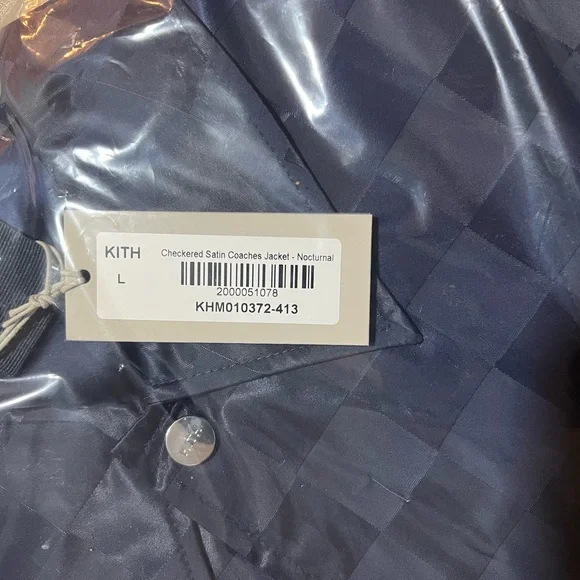 KITH Checkered Satin Coaches Jacket - Nocturnal
L
2000051078
KHM010372-413